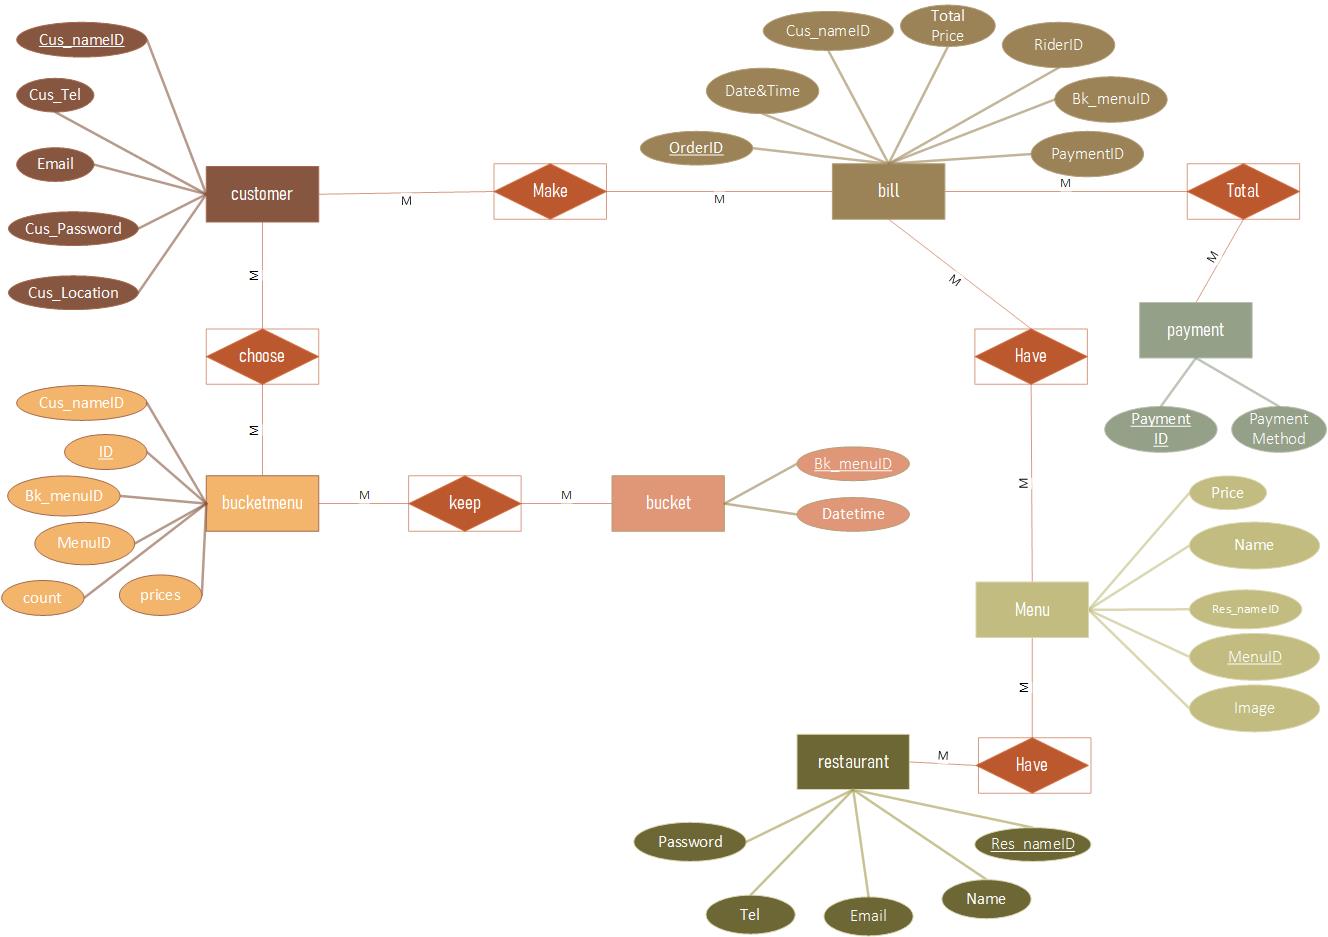 Cus_nameID
Cus_Tel
Email
Cus_Password
Cus_Location
customer
M
Make
M
OrderID
Date&Time
Cus_nameID
Total
Price
RiderID
Bk_menuID
PaymentID
bill
M
Total
M
payment
Payment
ID
Payment
Method
M
Have
M
M
choose
M
Cus_nameID
ID
Bk_menuID
MenuID
count
prices
bucketmenu
M
keep
M
bucket
Bk_menuID
Datetime
Menu
Price
Name
Res_nameID
MenuID
Image
M
Have
M
restaurant
Password
Tel
Email
Name
Res_nameID